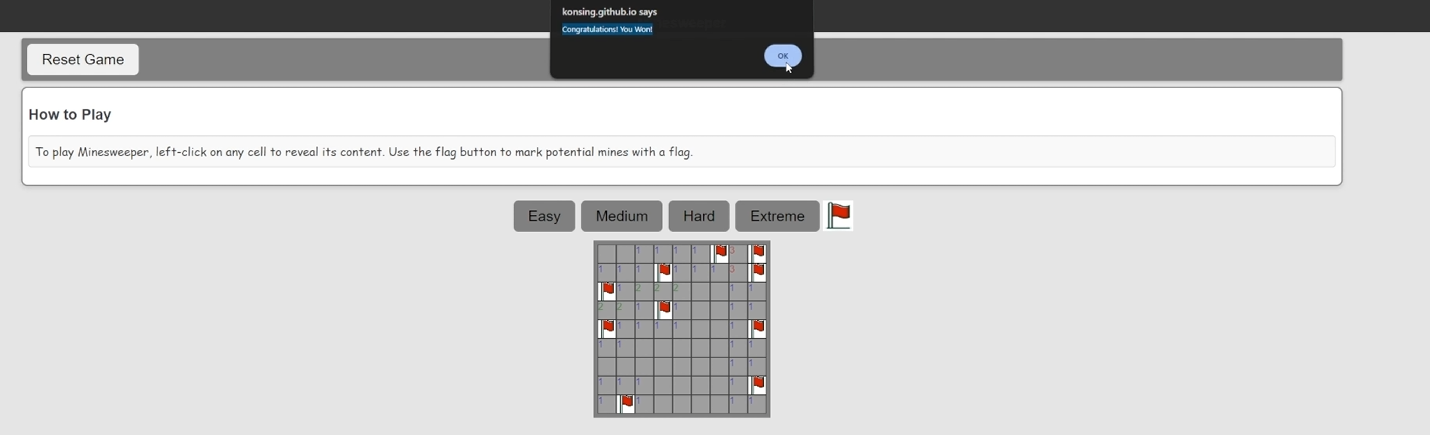 konsing.github.io says
Congratulations! You Won!
OK
Reset Game
How to Play
To play Minesweeper, left-click on any cell to reveal its content. Use the flag button to mark potential mines with a flag.
Easy Medium Hard Extreme
1 1 1 1 3
1 1 1 1 1 1 3
1 2 2 2 1 1
2 2 1 1 1 1
1 1 1 1 1
1 1 1 1
1 1
1 1 1 1
1 1 1 1